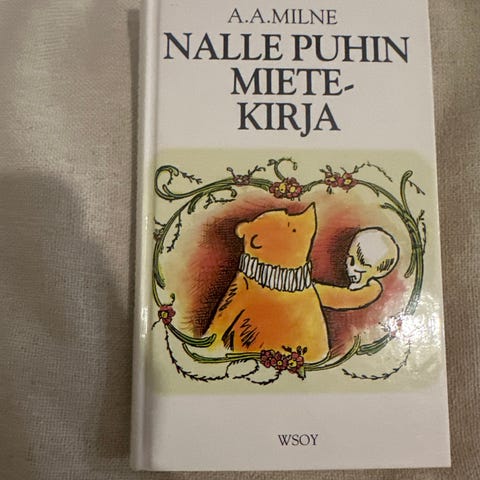 A.A.MILNE
NALLE PUHIN
MIETE-
KIRJA
WSOY